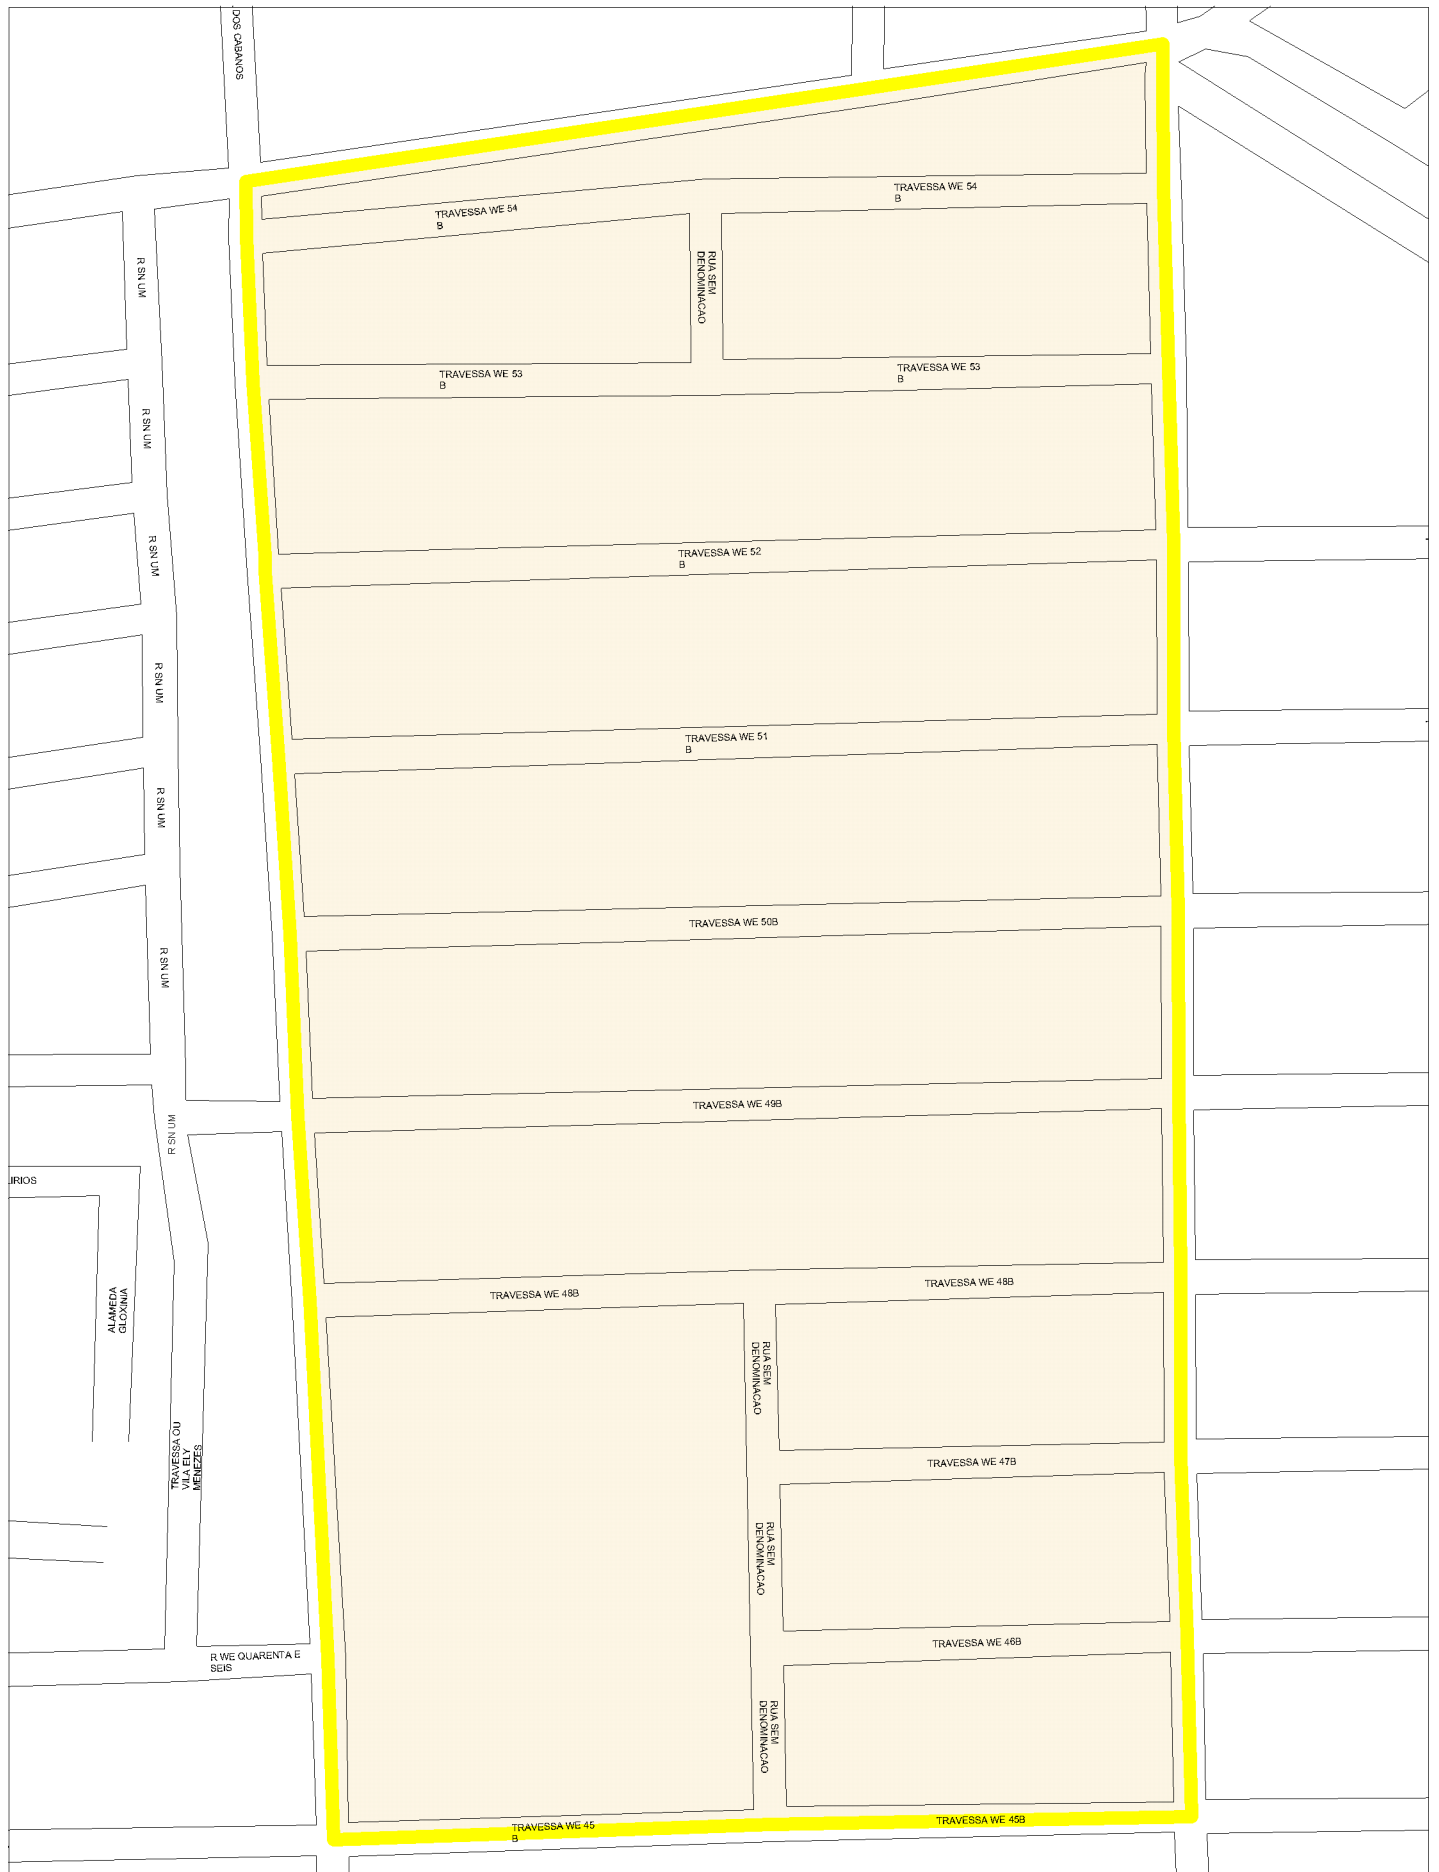 DOS CABANOS
TRAVESSA WE 54
B
TRAVESSA WE 54
B
R SN UM
RUA SEM
DENOMINACAO
TRAVESSA WE 53
B
TRAVESSA WE 53
B
R SN UM
R SN UM
TRAVESSA WE 52
B
R SN UM
TRAVESSA WE 51
B
R SN UM
TRAVESSA WE 50B
R SN UM
TRAVESSA WE 49B
R SN UM
IRIOS
ALAMEDA
GLOXINIA
TRAVESSA WE 48B
TRAVESSA WE 48B
RUA SEM
DENOMINACAO
TRAVESSA OU
VILA ELY
MENEZES
TRAVESSA WE 47B
RUA SEM
DENOMINACAO
R WE QUARENTA E
SEIS
TRAVESSA WE 46B
RUA SEM
DENOMINACAO
TRAVESSA WE 45
B
TRAVESSA WE 45B